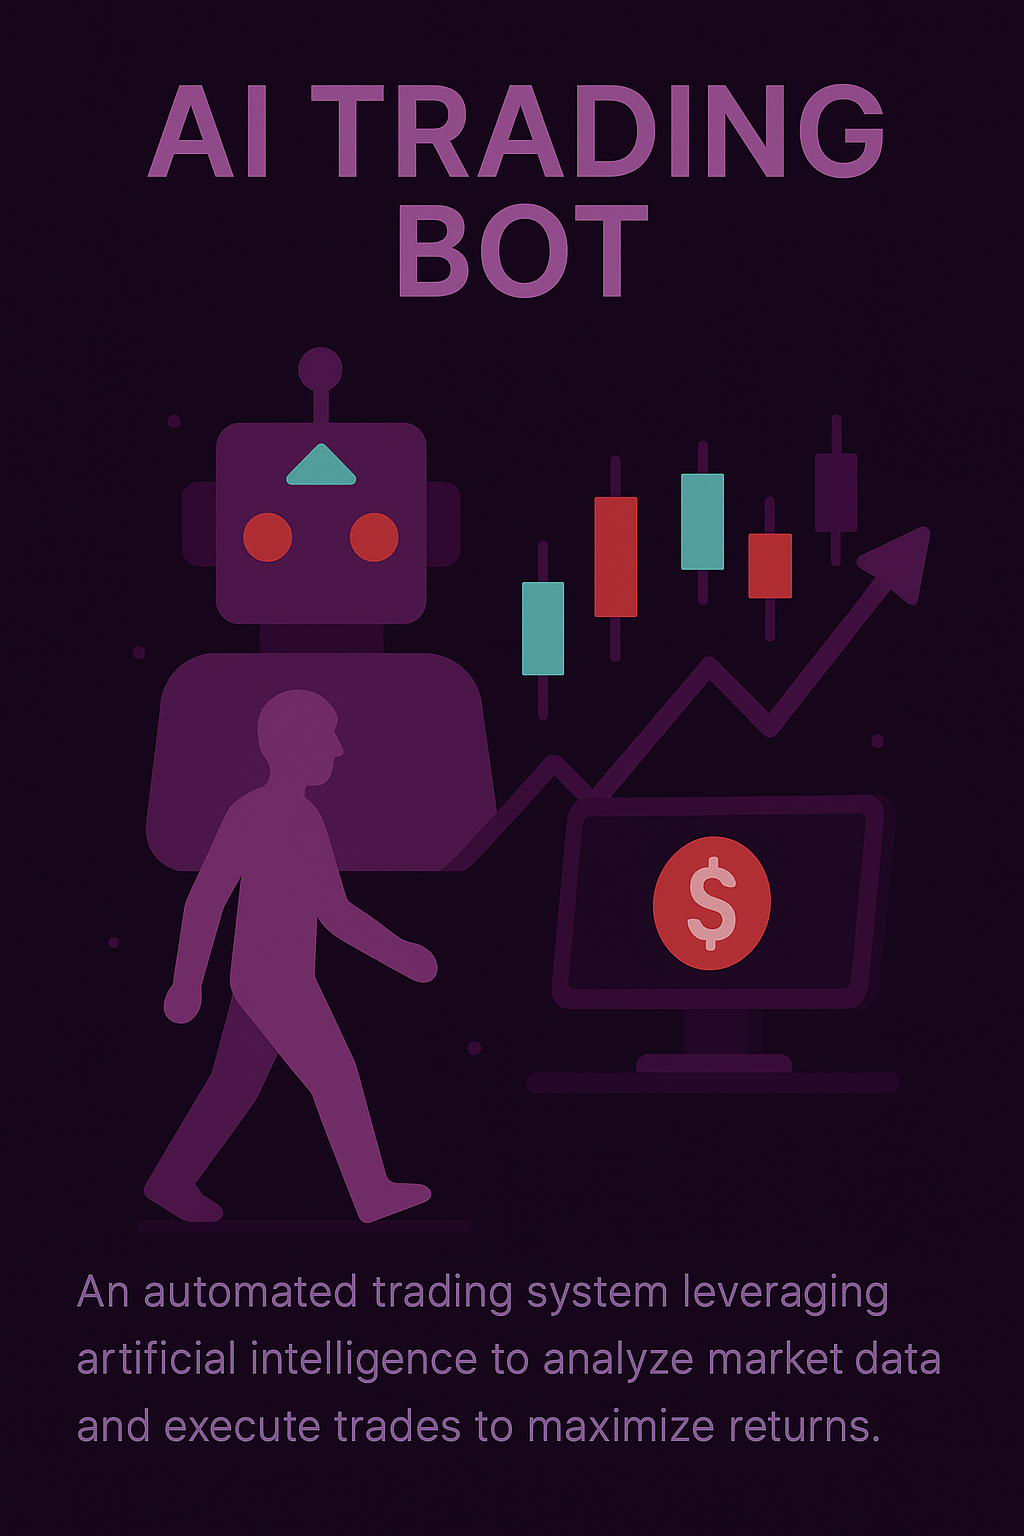 AI TRADING
BOT
$
An automated trading system leveraging
artificial intelligence to analyze market data
and execute trades to maximize returns.